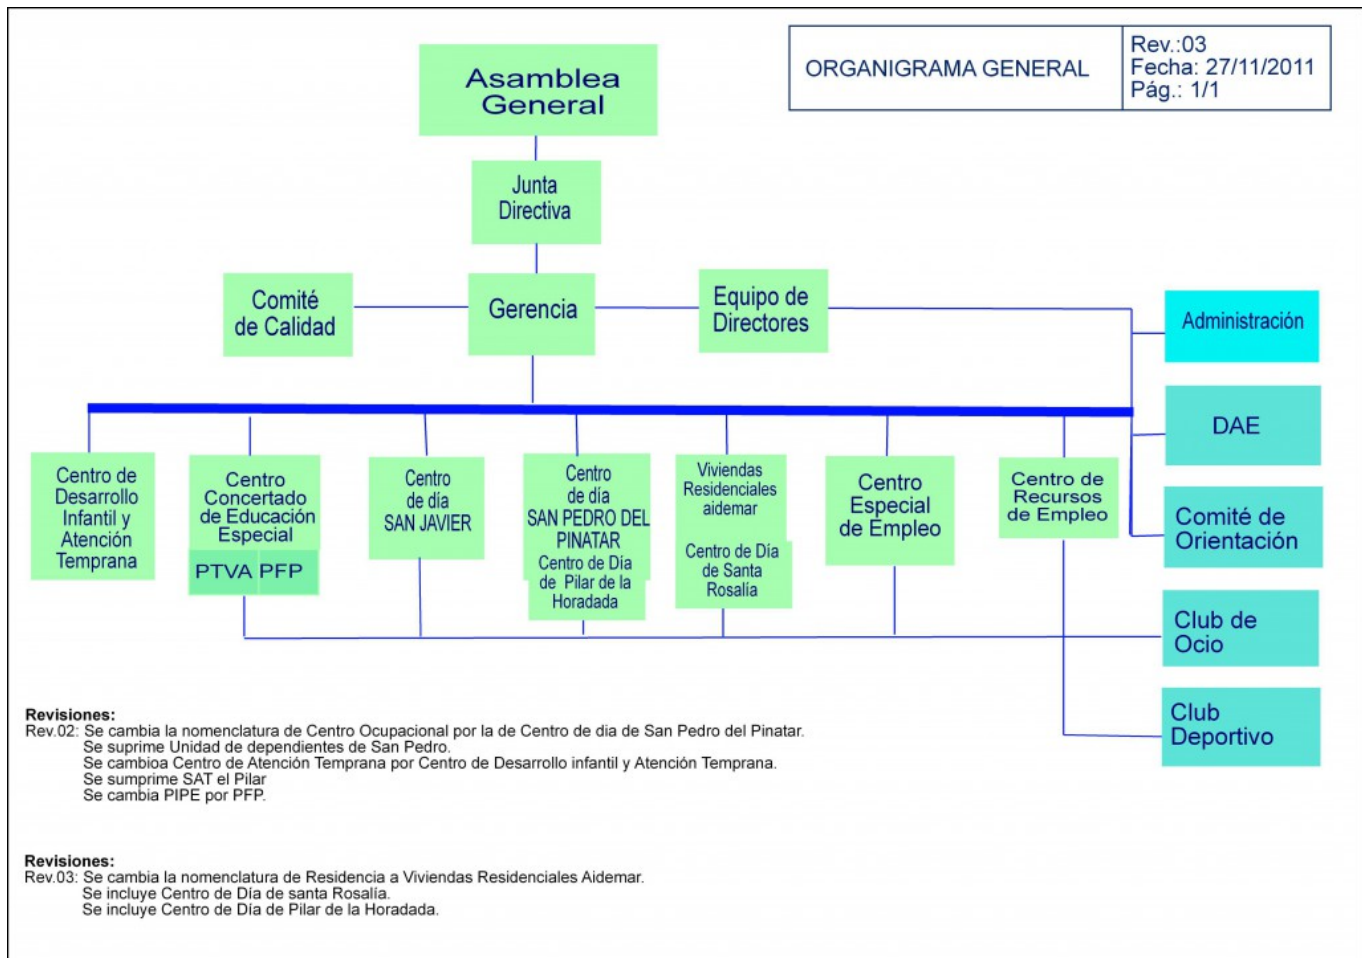 ORGANIGRAMA GENERAL
Rev.:03
Fecha: 27/11/2011
Pág.: 1/1
Asamblea
General
Junta
Directiva
Comité
de Calidad
Gerencia
Equipo de
Directores
Administración
DAE
Comité de
Orientación
Club de
Ocio
Club
Deportivo
Centro de
Desarrollo
Infantil y
Atención
Temprana
Centro
Concertado
de Educación
Especial
PTVA PFP
Centro
de día
SAN JAVIER
Centro
de día
SAN PEDRO DEL
PINATAR
Centro de Día
de Pilar de la
Horadada
Viviendas
Residenciales
aidemar
Centro de Día
de Santa
Rosalía
Centro
Especial
de Empleo
Centro de
Recursos
de Empleo
Revisiones:
Rev.02: Se cambia la nomenclatura de Centro Ocupacional por la de Centro de dia de San Pedro del Pinatar.
Se suprime Unidad de dependientes de San Pedro.
Se cambioa Centro de Atención Temprana por Centro de Desarrollo infantil y Atención Temprana.
Se sumprime SAT el Pilar
Se cambia PIPE por PFP.
Revisiones:
Rev.03: Se cambia la nomenclatura de Residencia a Viviendas Residenciales Aidemar.
Se incluye Centro de Día de santa Rosalía.
Se incluye Centro de Día de Pilar de la Horadada.